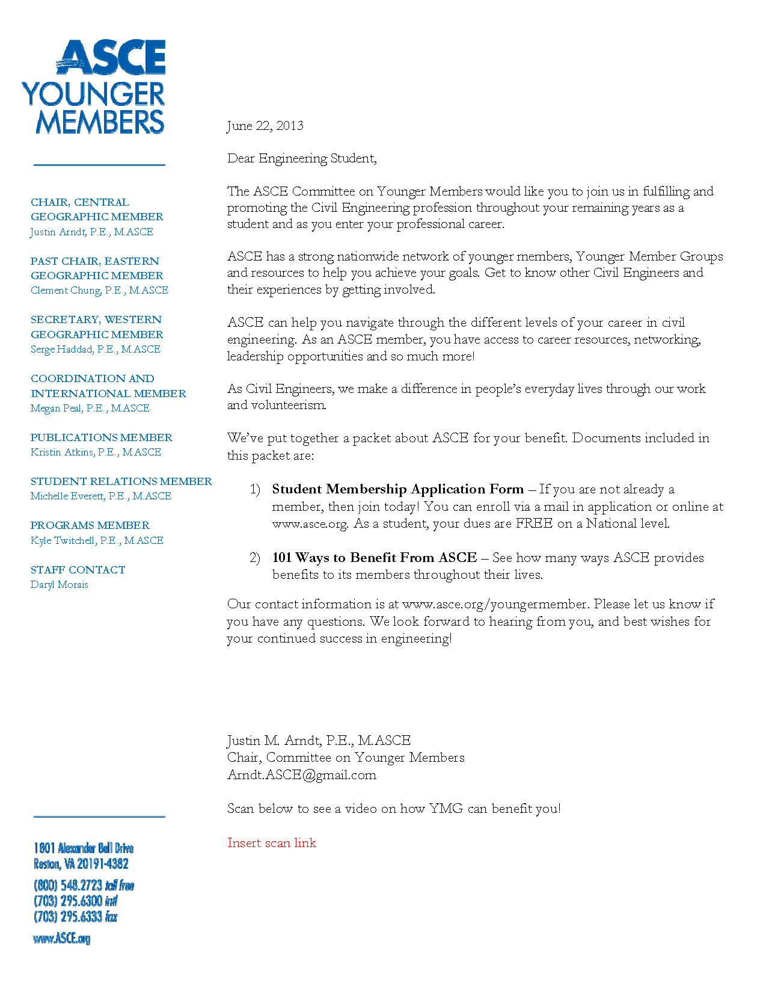 ASCE
YOUNGER
MEMBERS
CHAIR, CENTRAL
GEOGRAPHIC MEMBER
Justin Arndt, P.E., M.ASCE
PAST CHAIR, EASTERN
GEOGRAPHIC MEMBER
Clement Chung, P.E., M.ASCE
SECRETARY, WESTERN
GEOGRAPHIC MEMBER
Serge Haddad, P.E., M.ASCE
COORDINATION AND
INTERNATIONAL MEMBER
Megan Peal, P.E., M.ASCE
PUBLICATIONS MEMBER
Kristin Atkins, P.E., M.ASCE
STUDENT RELATIONS MEMBER
Michelle Everett, P.E., M.ASCE
PROGRAMS MEMBER
Kyle Twitchell, P.E., M.ASCE
STAFF CONTACT
Daryl Morais
1801 Alexander Bell Drive
Reston, VA 20191-4382
(800) 548.2723 toll free
(703) 295.6300 intl
(703) 295.6333 fax
www.ASCE.org
June 22, 2013
Dear Engineering Student,
The ASCE Committee on Younger Members would like you to join us in fulfilling and
promoting the Civil Engineering profession throughout your remaining years as a
student and as you enter your professional career.
ASCE has a strong nationwide network of younger members, Younger Member Groups
and resources to help you achieve your goals. Get to know other Civil Engineers and
their experiences by getting involved.
ASCE can help you navigate through the different levels of your career in civil
engineering. As an ASCE member, you have access to career resources, networking,
leadership opportunities and so much more!
As Civil Engineers, we make a difference in people’s everyday lives through our work
and volunteerism.
We’ve put together a packet about ASCE for your benefit. Documents included in
this packet are:
1) Student Membership Application Form – If you are not already a
member, then join today! You can enroll via a mail in application or online at
www.asce.org. As a student, your dues are FREE on a National level.
2) 101 Ways to Benefit From ASCE – See how many ways ASCE provides
benefits to its members throughout their lives.
Our contact information is at www.asce.org/youngermember. Please let us know if
you have any questions. We look forward to hearing from you, and best wishes for
your continued success in engineering!
Justin M. Arndt, P.E., M.ASCE
Chair, Committee on Younger Members
Arndt.ASCE@gmail.com
Scan below to see a video on how YMG can benefit you!
Insert scan link